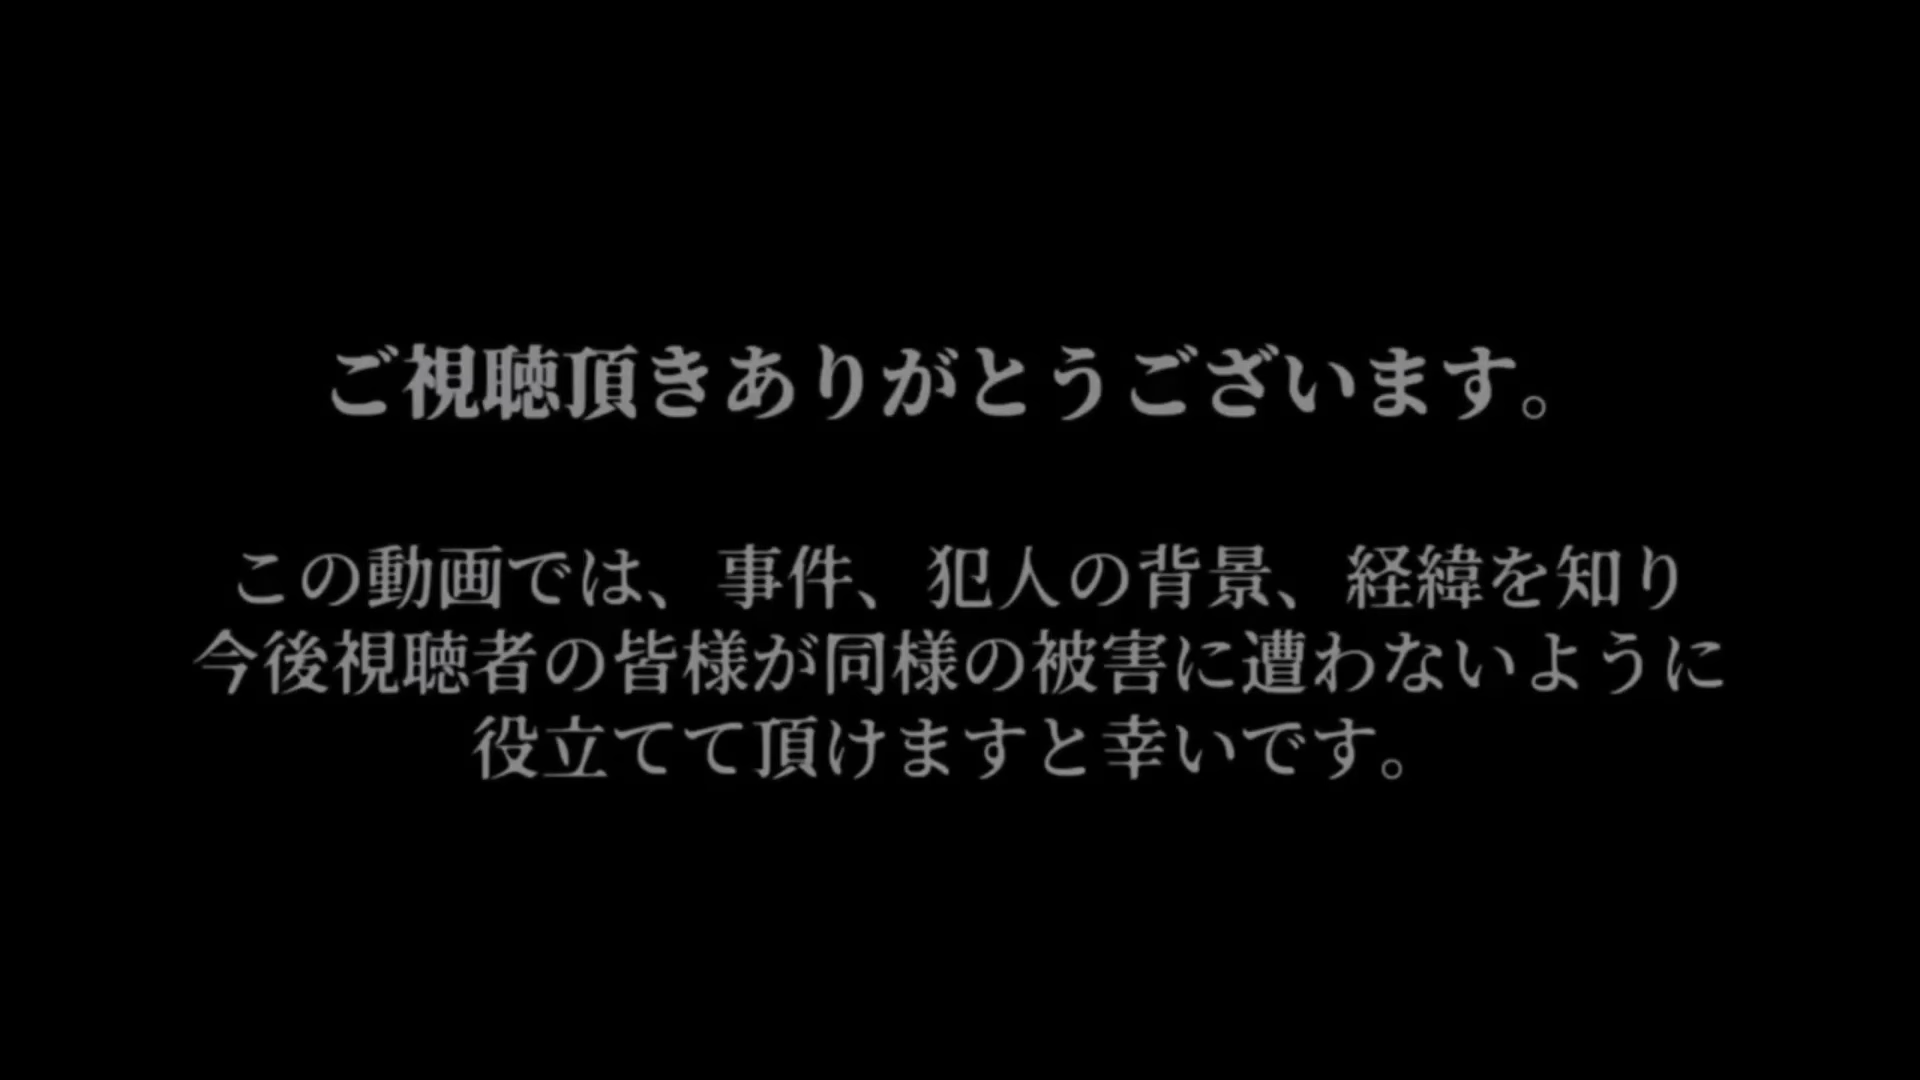 ご視聴頂きありがとうございます。
この動画では、事件、犯人の背景、経緯を知り
今後視聴者の皆様が同様の被害に遭わないように
役立てて頂けますと幸いです。